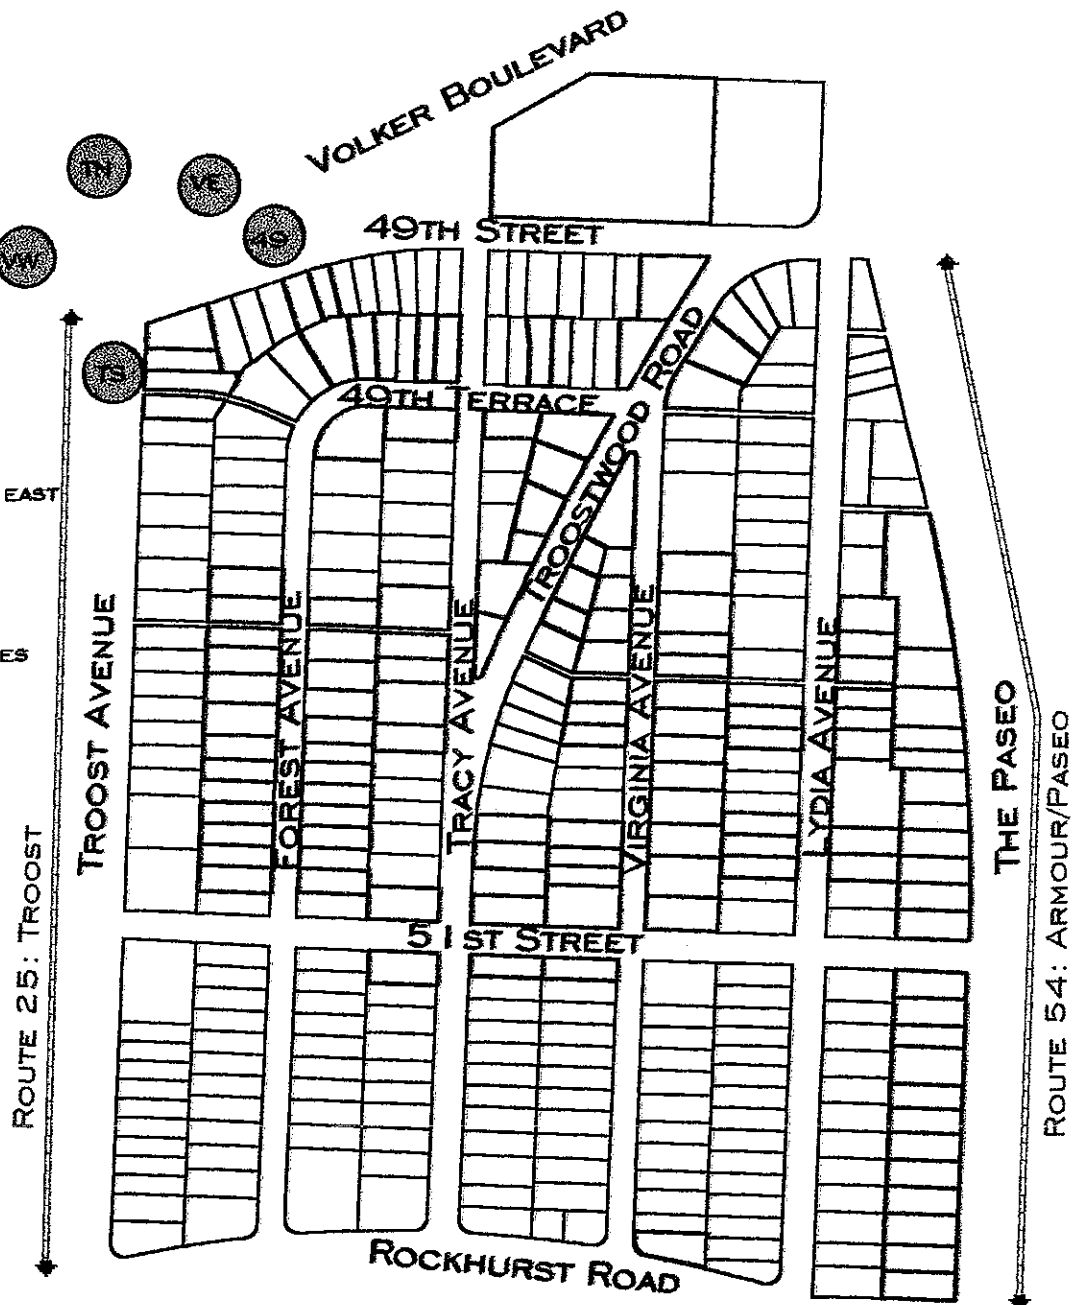 VOLKER BOULEVARD
TN
VE
49
VW
49TH STREET
TS
49TH TERRACE
TROOSTWOOD ROAD
EAST
ES
TROOST AVENUE
FOREST AVENUE
TRACY AVENUE
VIRGINIA AVENUE
LYDIA AVENUE
THE PASEO
ROUTE 25: TROOST
ROUTE 54: ARMOUR/PASEO
51ST STREET
ROCKHURST ROAD